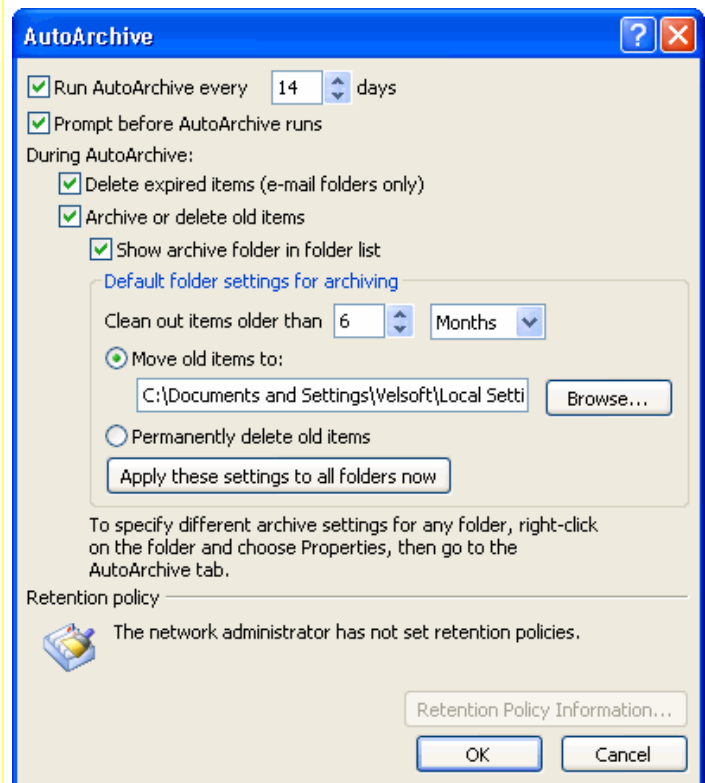 AutoArchive
Run AutoArchive every 14 days
Prompt before AutoArchive runs
During AutoArchive:
Delete expired items (e-mail folders only)
Archive or delete old items
Show archive folder in folder list
Default folder settings for archiving
Clean out items older than 6 Months
Move old items to:
C:\Documents and Settings\Velsoft\Local Setti Browse...
Permanently delete old items
Apply these settings to all folders now
To specify different archive settings for any folder, right-click
on the folder and choose Properties, then go to the
AutoArchive tab.
Retention policy
The network administrator has not set retention policies.
Retention Policy Information...
OK Cancel